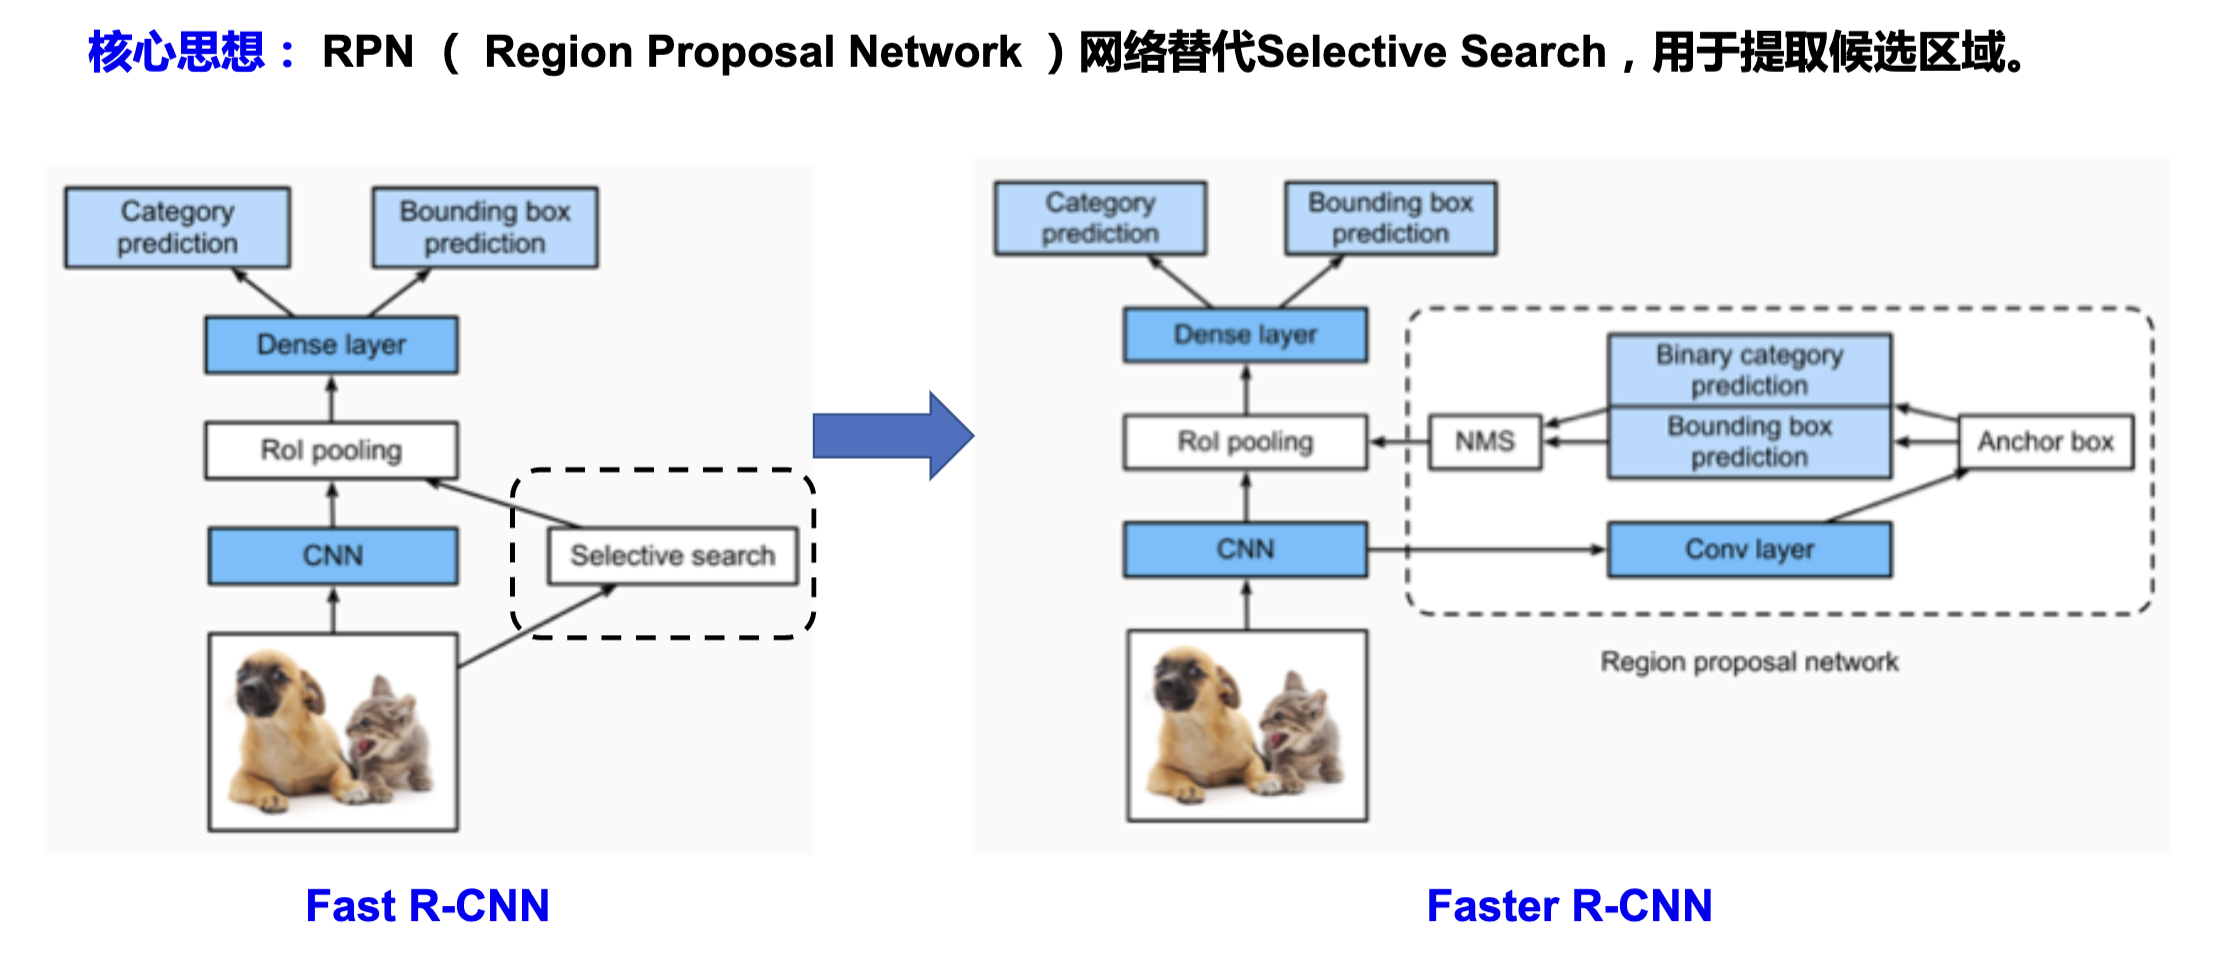 核心思想： RPN （ Region Proposal Network ）网络替代Selective Search，用于提取候选区域。
Category
prediction
Bounding box
prediction
Dense layer
RoI pooling
CNN
Selective search
Fast R-CNN
Category
prediction
Bounding box
prediction
Dense layer
RoI pooling
CNN
NMS
Binary category
prediction
Bounding box
prediction
Anchor box
Conv layer
Region proposal network
Faster R-CNN